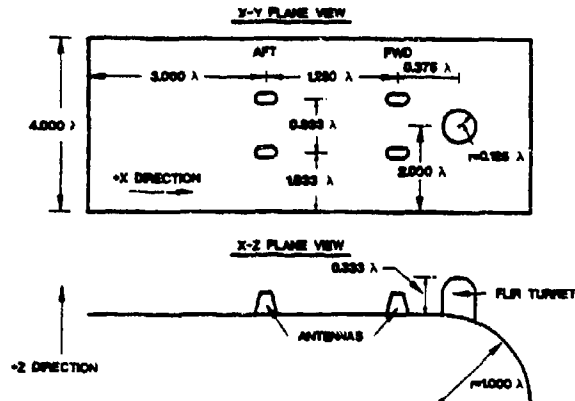 X-Y PLANE VIEW
AFT
FWD
3.000 λ
1.250 λ
0.375 λ
4.000 λ
0.333 λ
1.833 λ
2.000 λ
r=0.185 λ
+X DIRECTION
X-Z PLANE VIEW
0.333 λ
FLIR TURRET
ANTENNAS
+Z DIRECTION
r=1.000 λ